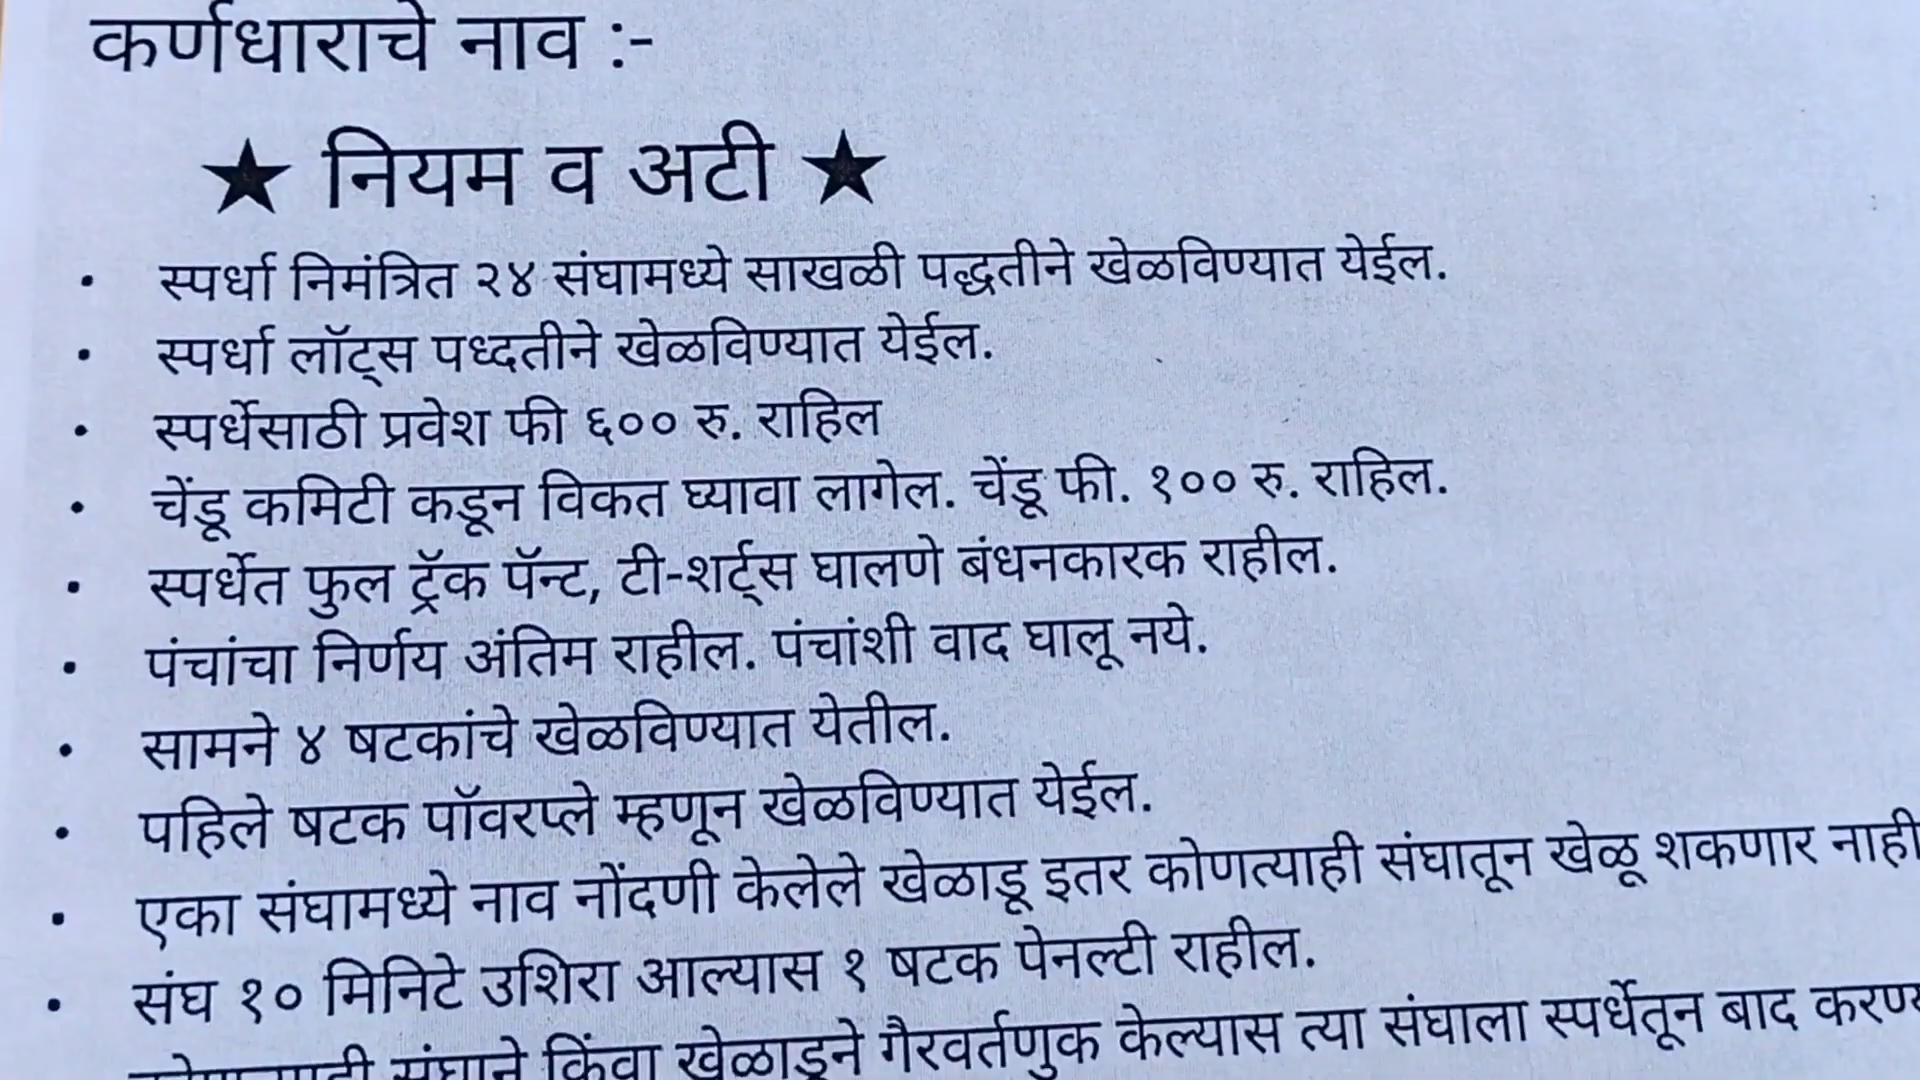 कर्णधाराचे नाव :-
★ नियम व अटी ★
• स्पर्धा निमंत्रित २४ संघामध्ये साखळी पद्धतीने खेळविण्यात येईल.
• स्पर्धा लॉट्स पध्दतीने खेळविण्यात येईल.
• स्पर्धेसाठी प्रवेश फी ६०० रु. राहिल
• चेंडू कमिटी कडून विकत घ्यावा लागेल. चेंडू फी. १०० रु. राहिल.
• स्पर्धेत फुल ट्रॅक पॅन्ट, टी-शर्ट्स घालणे बंधनकारक राहील.
• पंचांचा निर्णय अंतिम राहील. पंचांशी वाद घालू नये.
• सामने ४ षटकांचे खेळविण्यात येतील.
• पहिले षटक पॉवरप्ले म्हणून खेळविण्यात येईल.
• एका संघामध्ये नाव नोंदणी केलेले खेळाडू इतर कोणत्याही संघातून खेळू शकणार नाही
• संघ १० मिनिटे उशिरा आल्यास १ षटक पेनल्टी राहील.
संघाने किंवा खेळाडूने गैरवर्तणुक केल्यास त्या संघाला स्पर्धेतून बाद